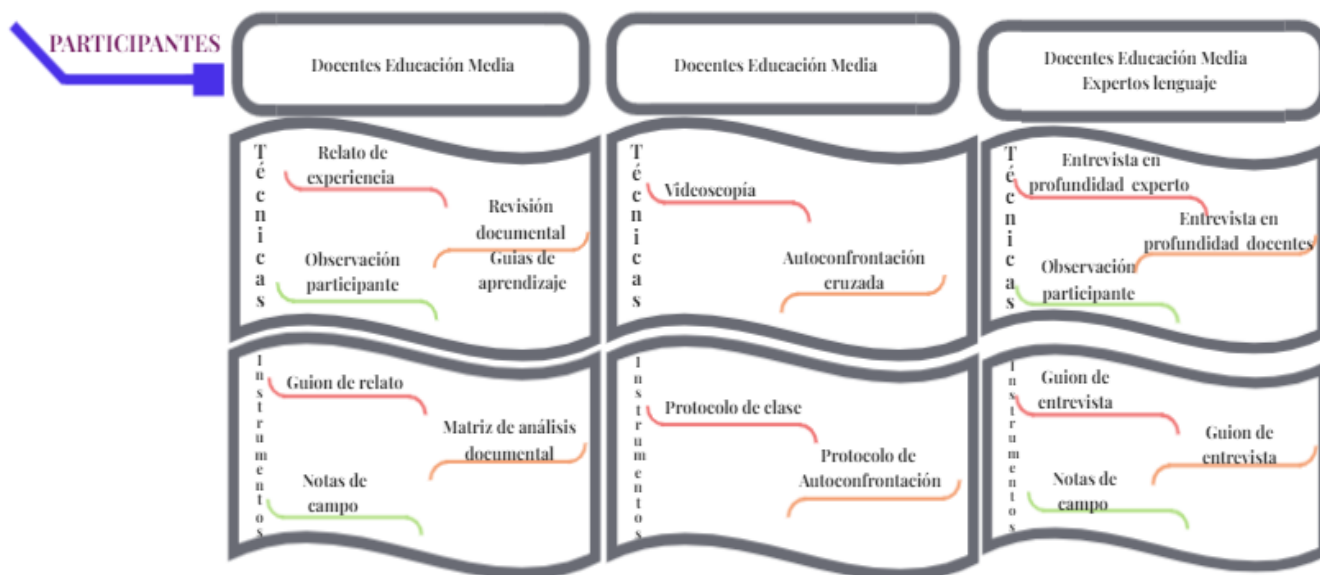 PARTICIPANTES
Docentes Educación Media
Docentes Educación Media
Docentes Educación Media
Expertos lenguaje
Técnicas
Relato de
experiencia
Revisión
documental
Guias de
aprendizaje
Observación
participante
Técnicas
Videoscopía
Autoconfrontación
cruzada
Técnicas
Entrevista en
profundidad experto
Entrevista en
profundidad docentes
Observación
participante
Instrumentos
Guion de relato
Matriz de análisis
documental
Notas de
campo
Instrumentos
Protocolo de clase
Protocolo de
Autoconfrontación
Instrumentos
Guion de
entrevista
Guion de
entrevista
Notas de
campo